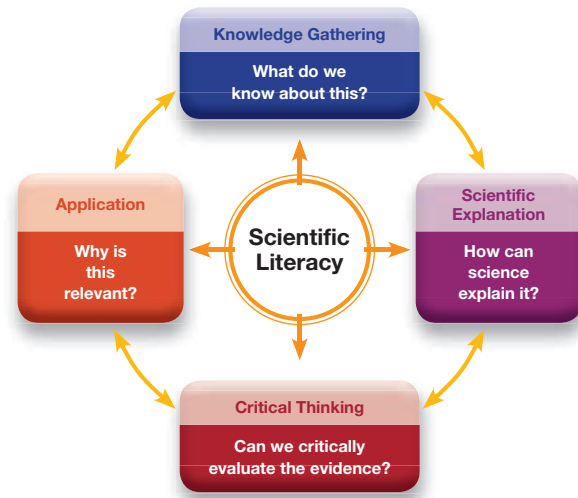 Knowledge Gathering
What do we
know about this?
Application
Why is
this
relevant?
Scientific
Literacy
Scientific
Explanation
How can
science
explain it?
Critical Thinking
Can we critically
evaluate the evidence?